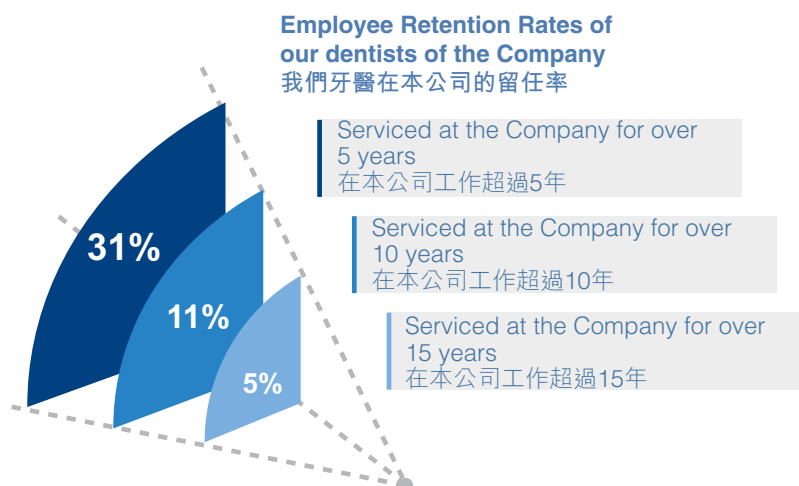 Employee Retention Rates of
our dentists of the Company
我們牙醫在本公司的留任率
Serviced at the Company for over
5 years
在本公司工作超過5年
31%
Serviced at the Company for over
10 years
在本公司工作超過10年
11%
Serviced at the Company for over
15 years
在本公司工作超過15年
5%